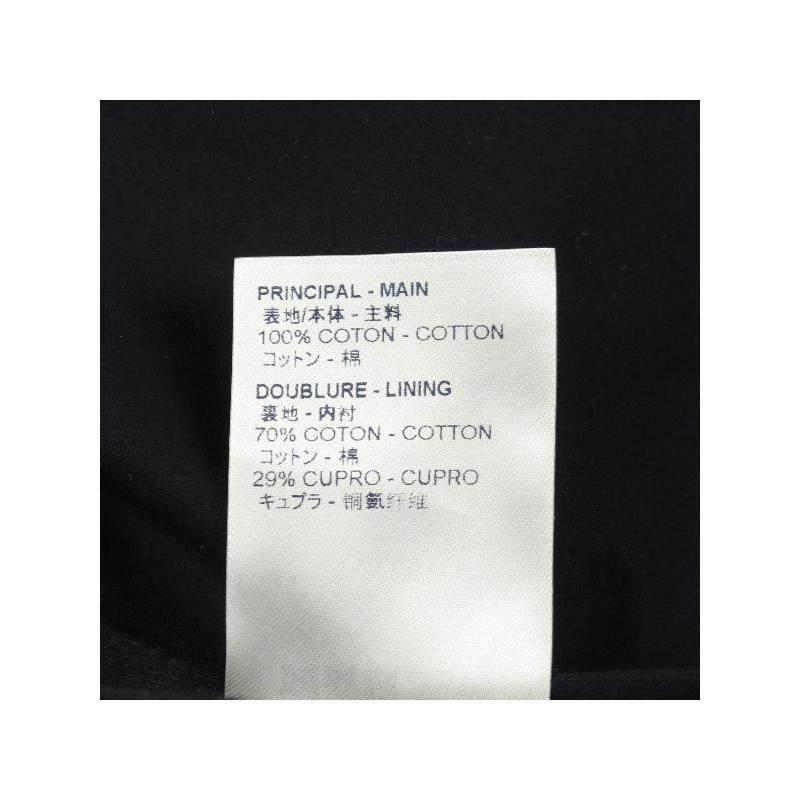 PRINCIPAL - MAIN
表地/本体 - 主料
100% COTON - COTTON
コットン - 棉
DOUBLURE - LINING
裏地 - 内衬
70% COTON - COTTON
コットン - 棉
29% CUPRO - CUPRO
キュプラ - 铜氨纤维